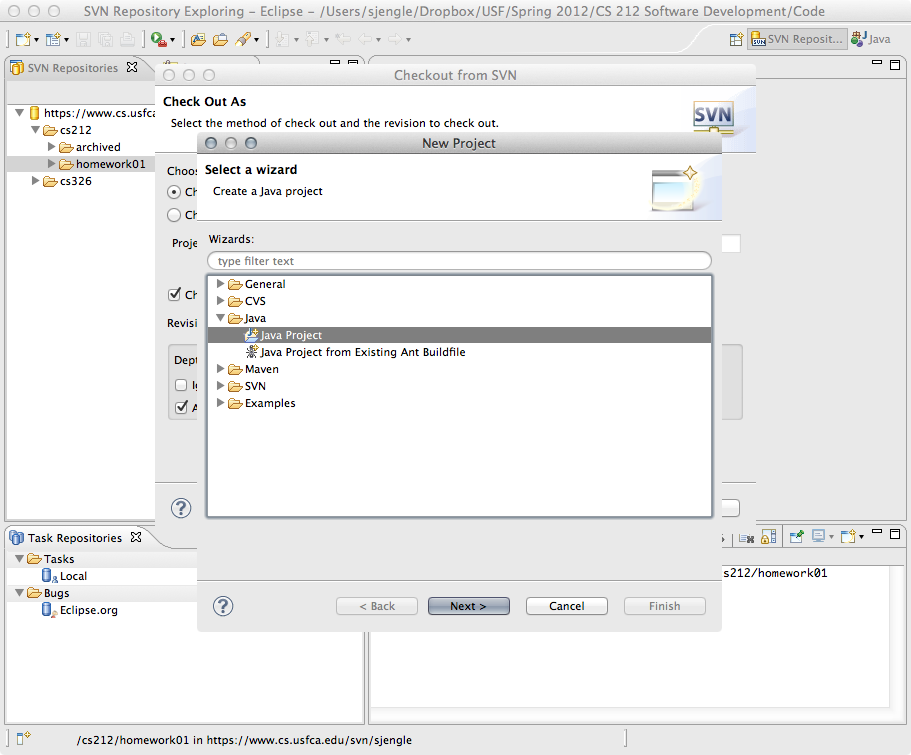 SVN Repository Exploring – Eclipse – /Users/sjengle/Dropbox/USF/Spring 2012/CS 212 Software Development/Code
SVN Reposit...
Java
SVN Repositories
https://www.cs.usfca
cs212
archived
homework01
cs326
Checkout from SVN
Check Out As
Select the method of check out and the revision to check out.
SVN
Choos
Ch
Ch
Proje
Ch
Revisi
Dept
New Project
Select a wizard
Create a Java project
Wizards:
type filter text
General
CVS
Java
Java Project
Java Project from Existing Ant Buildfile
Maven
SVN
Examples
?
?
< Back
Next >
Cancel
Finish
Task Repositories
Tasks
Local
Bugs
Eclipse.org
s212/homework01
/cs212/homework01 in https://www.cs.usfca.edu/svn/sjengle